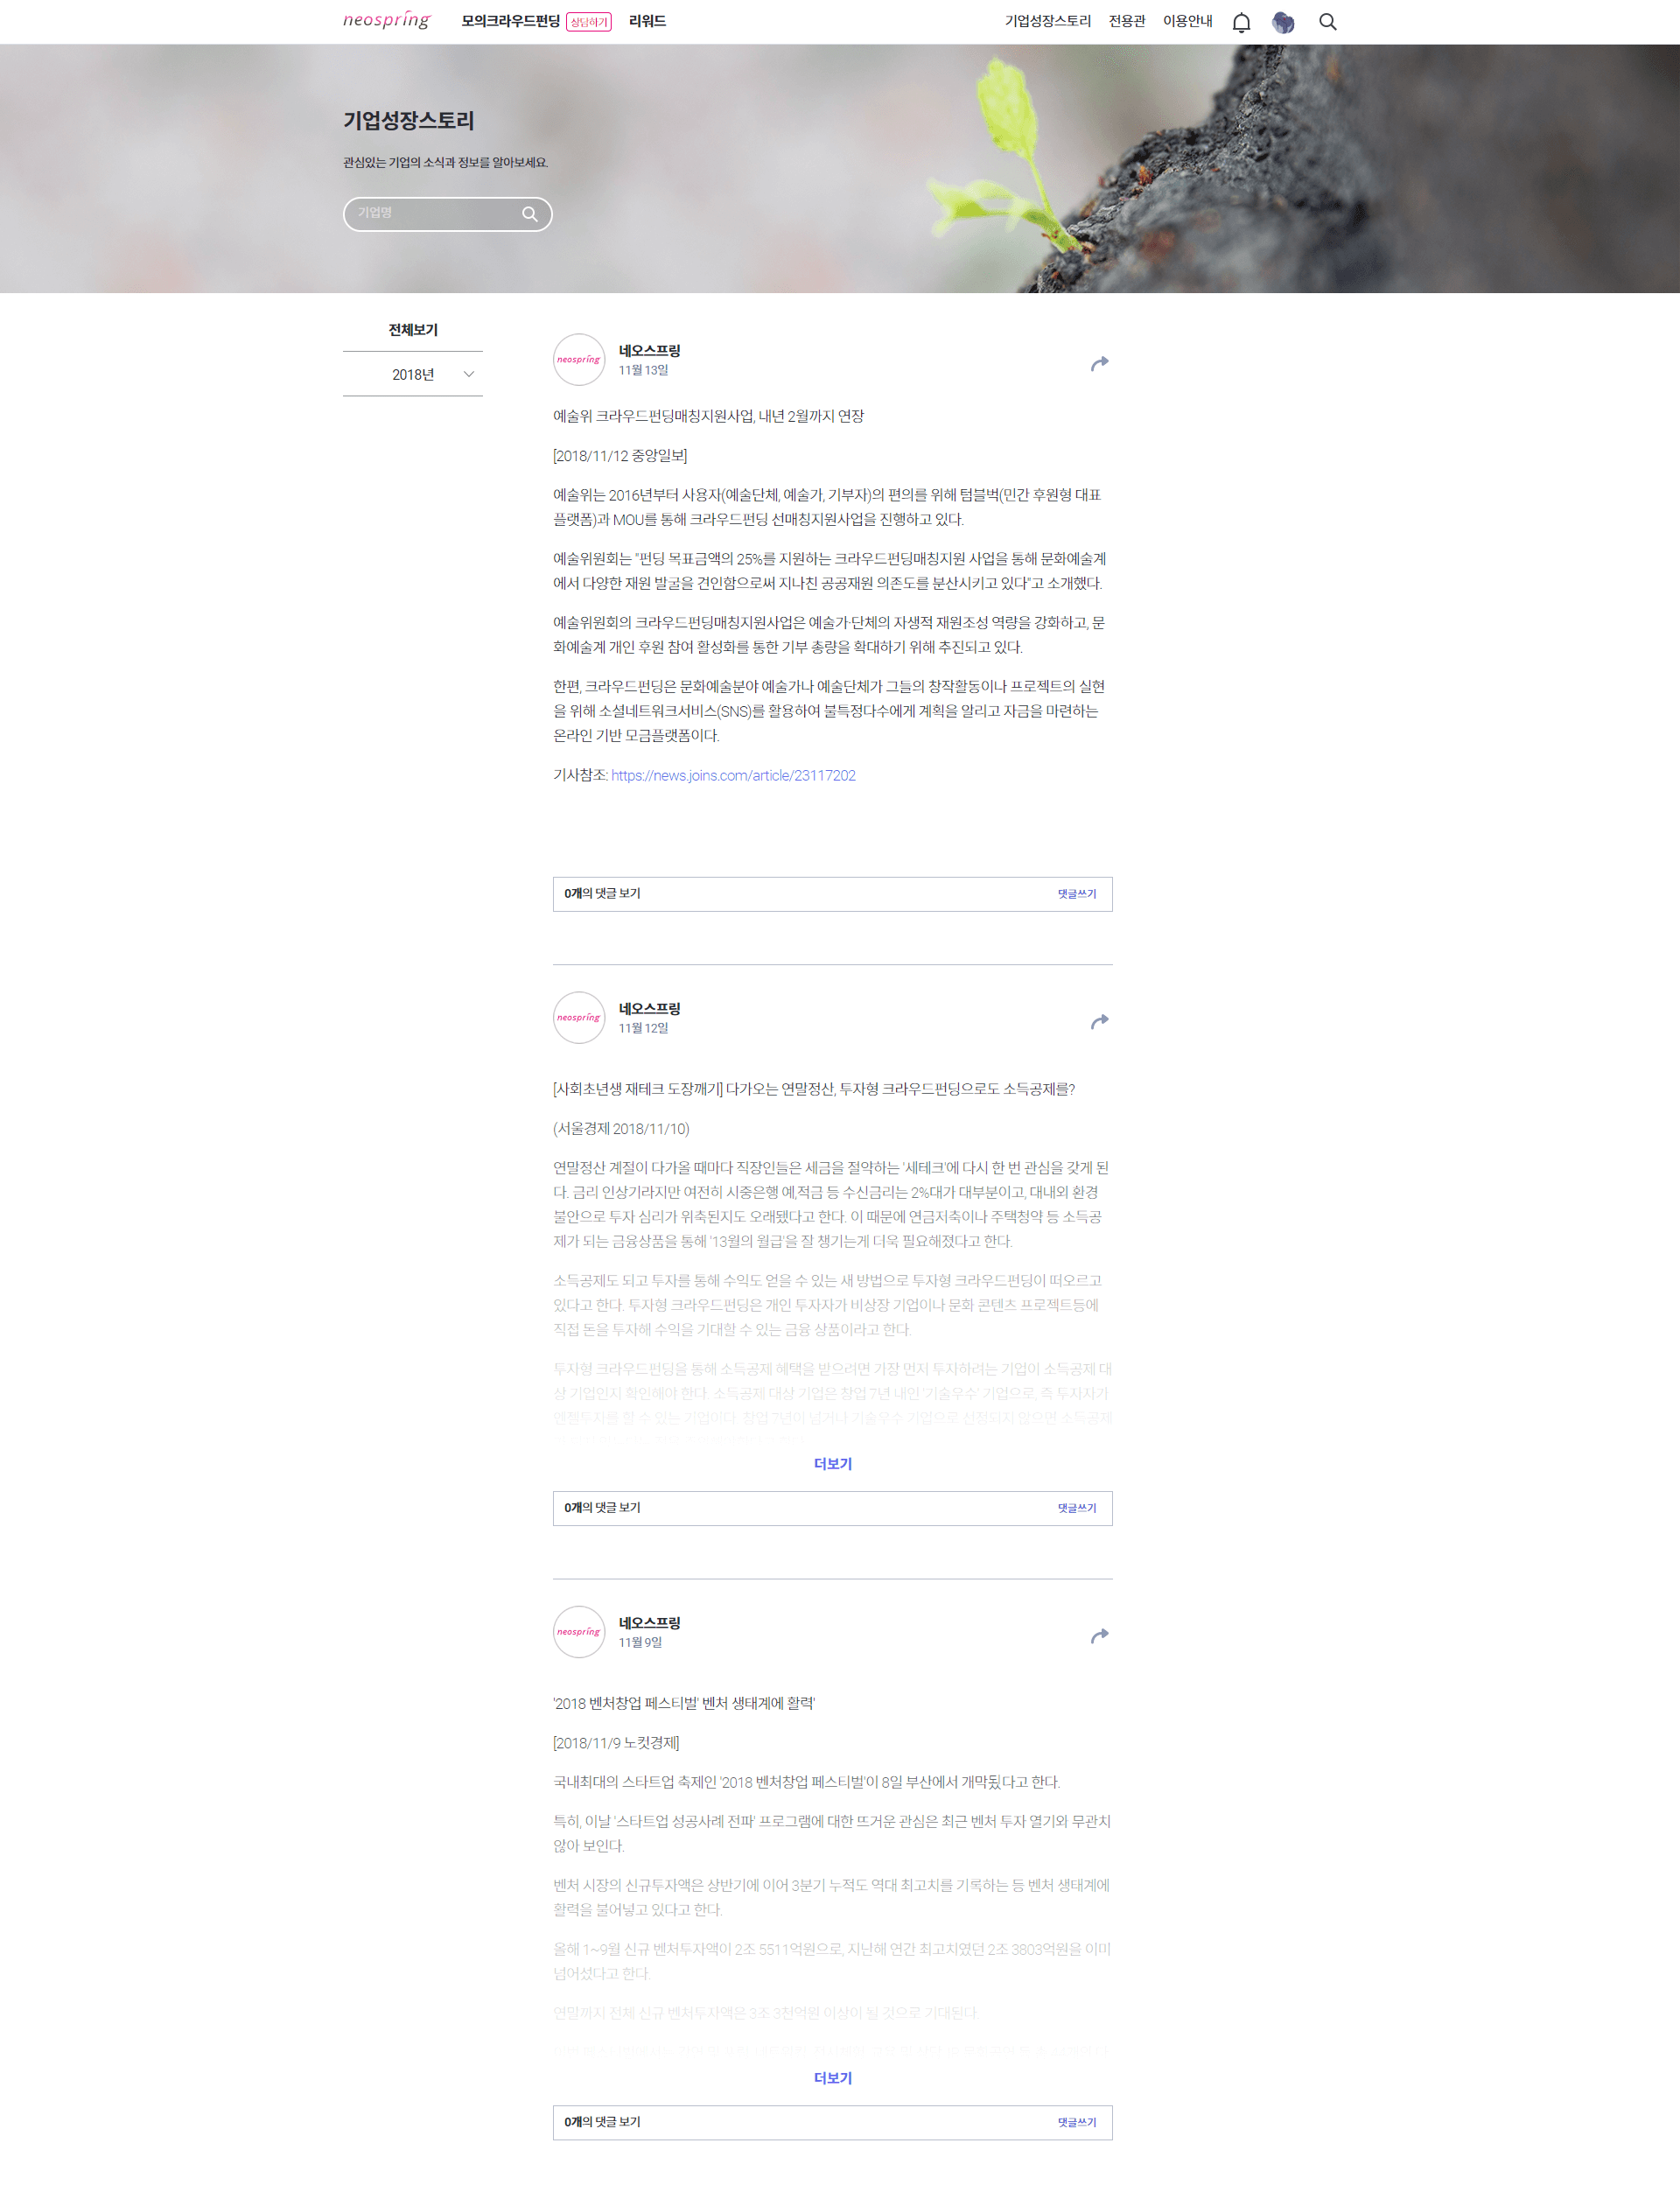 neospring
모의크라우드펀딩 상담하기 리워드
기업성장스토리 전용관 이용안내
기업성장스토리
관심있는 기업의 소식과 정보를 알아보세요.
기업명
전체보기
2018년
neospring
네오스프링
11월 13일
예술위 크라우드펀딩매칭지원사업, 내년 2월까지 연장
[2018/11/12 중앙일보]
예술위는 2016년부터 사용자(예술단체, 예술가, 기부자)의 편의를 위해 텀블벅(민간 후원형 대표
플랫폼)과 MOU를 통해 크라우드펀딩 선매칭지원사업을 진행하고 있다.
예술위원회는 "펀딩 목표금액의 25%를 지원하는 크라우드펀딩매칭지원 사업을 통해 문화예술계
에서 다양한 재원 발굴을 견인함으로써 지나친 공공재원 의존도를 분산시키고 있다"고 소개했다.
예술위원회의 크라우드펀딩매칭지원사업은 예술가·단체의 자생적 재원조성 역량을 강화하고, 문
화예술계 개인 후원 참여 활성화를 통한 기부 총량을 확대하기 위해 추진되고 있다.
한편, 크라우드펀딩은 문화예술분야 예술가나 예술단체가 그들의 창작활동이나 프로젝트의 실현
을 위해 소셜네트워크서비스(SNS)를 활용하여 불특정다수에게 계획을 알리고 자금을 마련하는
온라인 기반 모금플랫폼이다.
기사참조: https://news.joins.com/article/23117202
0개의 댓글 보기 댓글쓰기
neospring
네오스프링
11월 12일
[사회초년생 재테크 도장깨기] 다가오는 연말정산, 투자형 크라우드펀딩으로도 소득공제를?
(서울경제 2018/11/10)
연말정산 계절이 다가올 때마다 직장인들은 세금을 절약하는 '세테크'에 다시 한 번 관심을 갖게 된
다. 금리 인상기라지만 여전히 시중은행 예,적금 등 수신금리는 2%대가 대부분이고, 대내외 환경
불안으로 투자 심리가 위축된지도 오래됐다고 한다. 이 때문에 연금저축이나 주택청약 등 소득공
제가 되는 금융상품을 통해 '13월의 월급'을 잘 챙기는게 더욱 필요해졌다고 한다.
소득공제도 되고 투자를 통해 수익도 얻을 수 있는 새 방법으로 투자형 크라우드펀딩이 떠오르고
있다고 한다. 투자형 크라우드펀딩은 개인 투자자가 비상장 기업이나 문화 콘텐츠 프로젝트등에
직접 돈을 투자해 수익을 기대할 수 있는 금융 상품이라고 한다.
투자형 크라우드펀딩을 통해 소득공제 혜택을 받으려면 가장 먼저 투자하려는 기업이 소득공제 대
상 기업인지 확인해야 한다. 소득공제 대상 기업은 창업 7년 내인 '기술우수' 기업으로, 즉 투자자가
엔젤투자를 할 수 있는 기업이다. 창업 7년이 넘거나 기술우수 기업으로 선정되지 않으면 소득공제
더보기
0개의 댓글 보기 댓글쓰기
neospring
네오스프링
11월 9일
'2018 벤처창업 페스티벌' 벤처 생태계에 활력'
[2018/11/9 노컷경제]
국내최대의 스타트업 축제인 '2018 벤처창업 페스티벌'이 8일 부산에서 개막됬다고 한다.
특히, 이날 '스타트업 성공사례 전파' 프로그램에 대한 뜨거운 관심은 최근 벤처 투자 열기와 무관치
않아 보인다.
벤처 시장의 신규투자액은 상반기에 이어 3분기 누적도 역대 최고치를 기록하는 등 벤처 생태계에
활력을 불어넣고 있다고 한다.
올해 1~9월 신규 벤처투자액이 2조 5511억원으로, 지난해 연간 최고치였던 2조 3803억원을 이미
넘어섰다고 한다.
연말까지 전체 신규 벤처투자액은 3조 3천억원 이상이 될 것으로 기대된다
더보기
0개의 댓글 보기 댓글쓰기